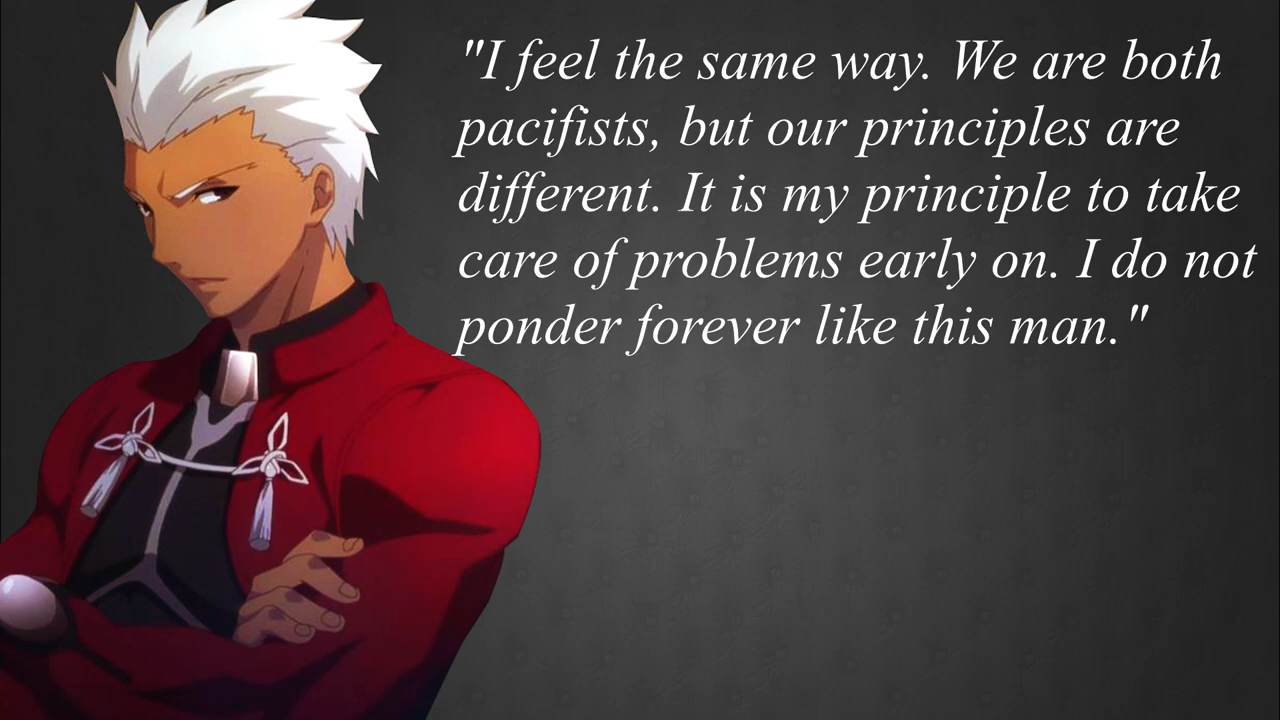 "I feel the same way. We are both
pacifists, but our principles are
different. It is my principle to take
care of problems early on. I do not
ponder forever like this man."